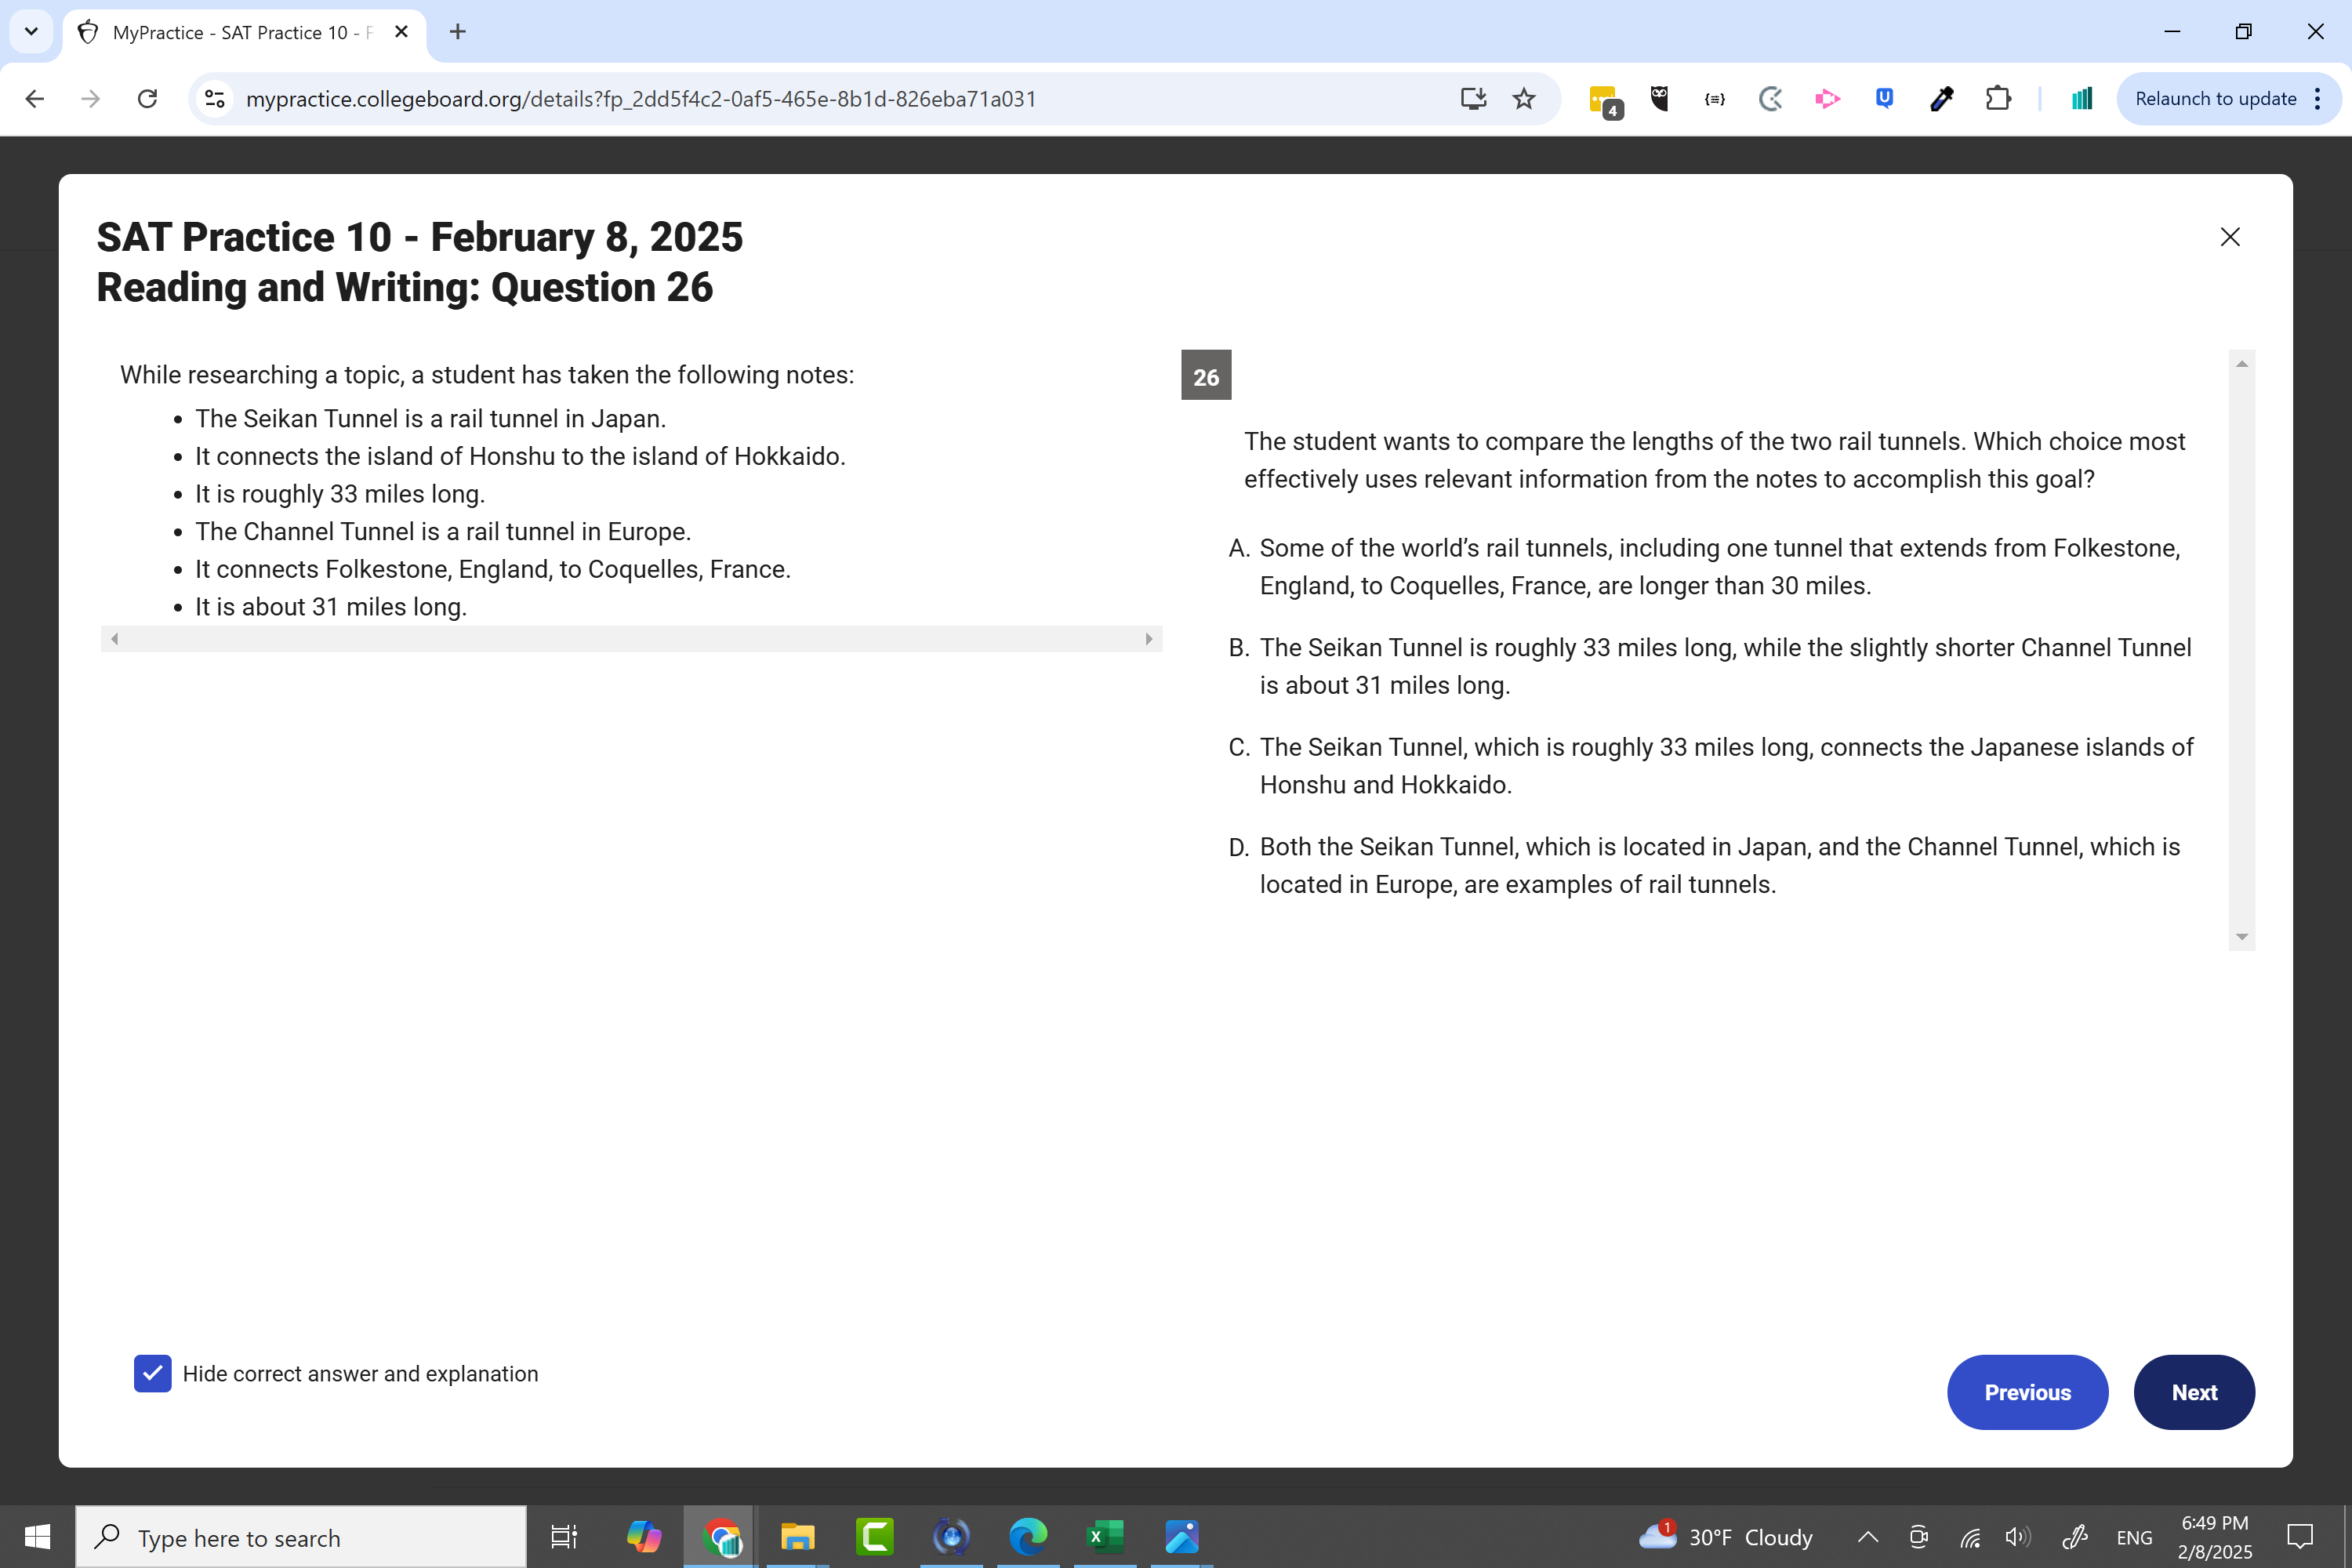 MyPractice - SAT Practice 10 - F
mypractice.collegeboard.org/details?fp_2dd5f4c2-0af5-465e-8b1d-826eba71a031
4
{≡}
U
Relaunch to update
SAT Practice 10 - February 8, 2025
Reading and Writing: Question 26
While researching a topic, a student has taken the following notes:
• The Seikan Tunnel is a rail tunnel in Japan.
• It connects the island of Honshu to the island of Hokkaido.
• It is roughly 33 miles long.
• The Channel Tunnel is a rail tunnel in Europe.
• It connects Folkestone, England, to Coquelles, France.
• It is about 31 miles long.
26
The student wants to compare the lengths of the two rail tunnels. Which choice most
effectively uses relevant information from the notes to accomplish this goal?
A. Some of the world’s rail tunnels, including one tunnel that extends from Folkestone,
England, to Coquelles, France, are longer than 30 miles.
B. The Seikan Tunnel is roughly 33 miles long, while the slightly shorter Channel Tunnel
is about 31 miles long.
C. The Seikan Tunnel, which is roughly 33 miles long, connects the Japanese islands of
Honshu and Hokkaido.
D. Both the Seikan Tunnel, which is located in Japan, and the Channel Tunnel, which is
located in Europe, are examples of rail tunnels.
Hide correct answer and explanation
Previous
Next
Type here to search
1
30°F Cloudy
ENG
6:49 PM
2/8/2025